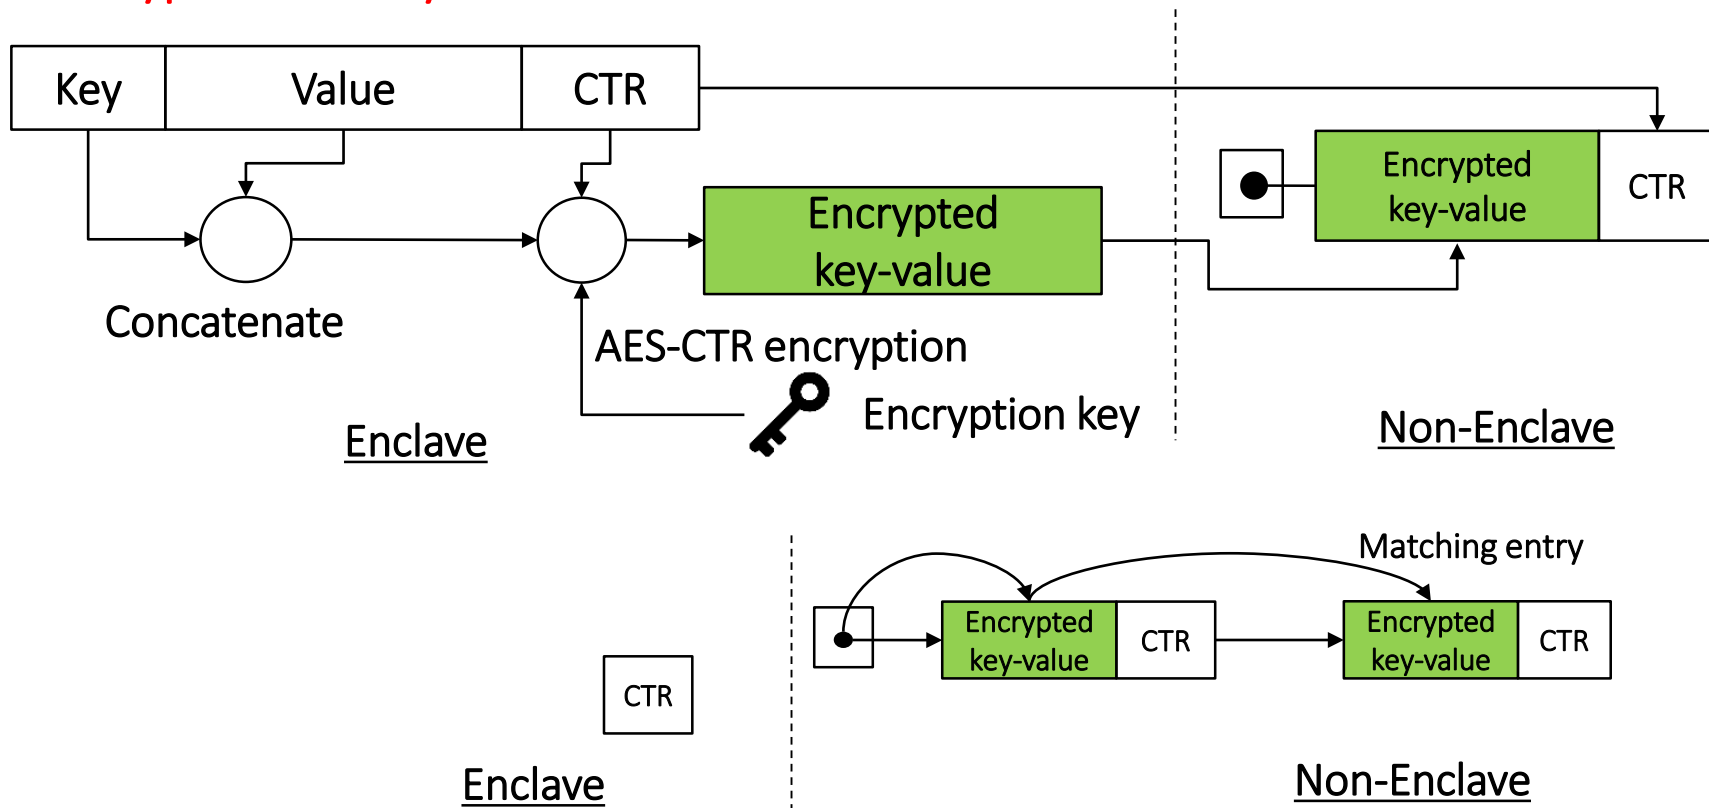 Key
Value
CTR
Encrypted
key-value
CTR
Encrypted
key-value
Concatenate
AES-CTR encryption
Encryption key
Enclave
Non-Enclave
Matching entry
Encrypted
key-value
CTR
Encrypted
key-value
CTR
CTR
Enclave
Non-Enclave